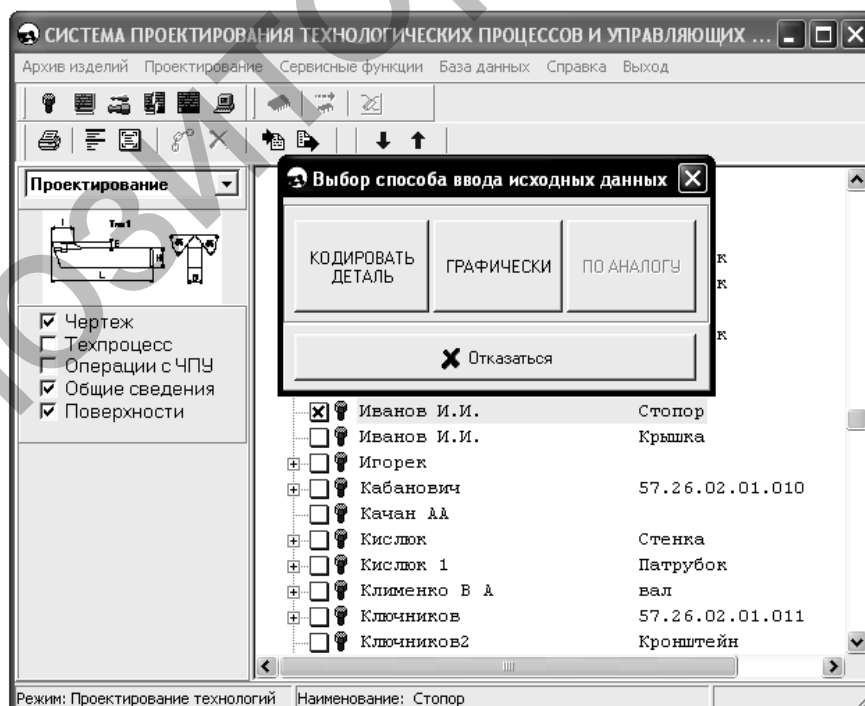 СИСТЕМА ПРОЕКТИРОВАНИЯ ТЕХНОЛОГИЧЕСКИХ ПРОЦЕССОВ И УПРАВЛЯЮЩИХ ...
Архив изделий Проектирование Сервисные функции База данных Справка Выход
Проектирование
Тип 1
L
Чертеж
Техпроцесс
Операции с ЧПУ
Общие сведения
Поверхности
Выбор способа ввода исходных данных
КОДИРОВАТЬ ДЕТАЛЬ
ГРАФИЧЕСКИ
ПО АНАЛОГУ
Отказаться
к
к
к
Иванов И.И. Стопор
Иванов И.И. Крышка
Игорек
Кабанович 57.26.02.01.010
Качан АА
Кислюк Стенка
Кислюк 1 Патрубок
Клименко В А вал
Ключников 57.26.02.01.011
Ключников2 Кронштейн
Режим: Проектирование технологий Наименование: Стопор